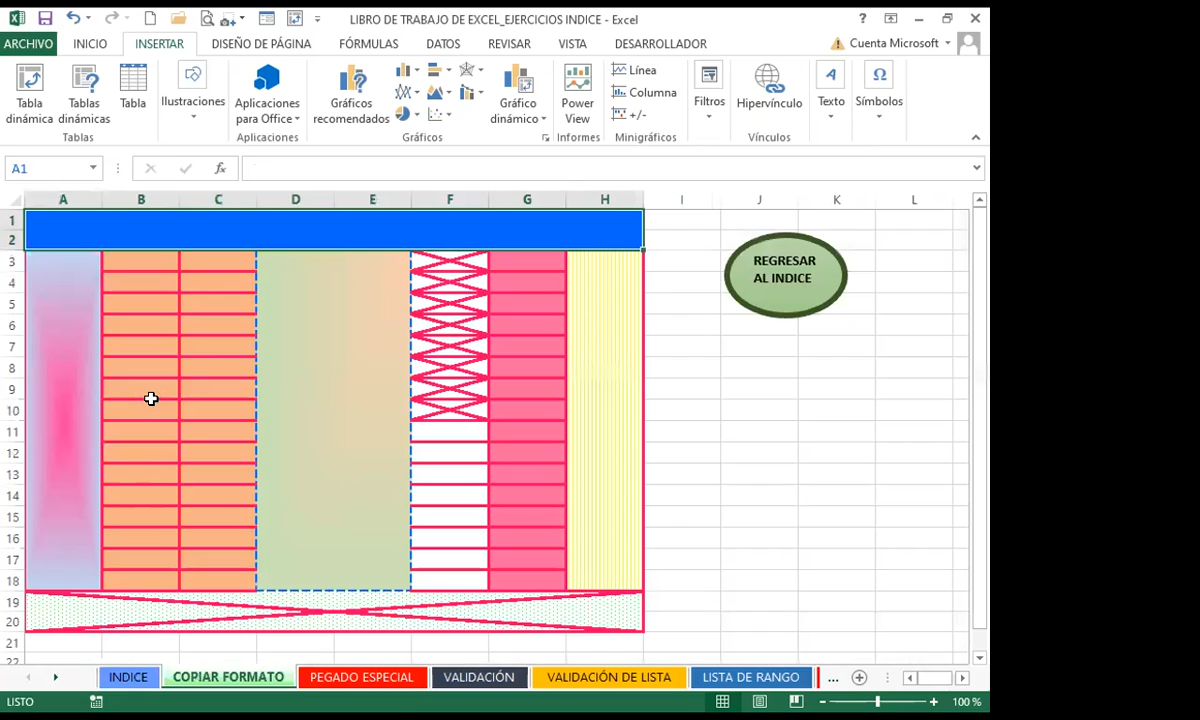 LIBRO DE TRABAJO DE EXCEL_EJERCICIOS INDICE - Excel
?
ARCHIVO INICIO INSERTAR DISEÑO DE PÁGINA FÓRMULAS DATOS REVISAR VISTA DESARROLLADOR Cuenta Microsoft
Tabla dinámica
Tablas dinámicas
Tabla
Ilustraciones
Aplicaciones para Office
Gráficos recomendados
Gráfico dinámico
Power View
Línea
Columna
+/-
Filtros
Hipervínculo
A
Texto
Ω
Símbolos
Tablas Aplicaciones Gráficos Informes Minigráficos Vínculos
A1 fx
A B C D E F G H I J K L
1
2
3
4
5
6
7
8
9
10
11
12
13
14
15
16
17
18
19
20
21
22
REGRESAR
AL INDICE
INDICE COPIAR FORMATO PEGADO ESPECIAL VALIDACIÓN VALIDACIÓN DE LISTA LISTA DE RANGO ...
LISTO 100 %